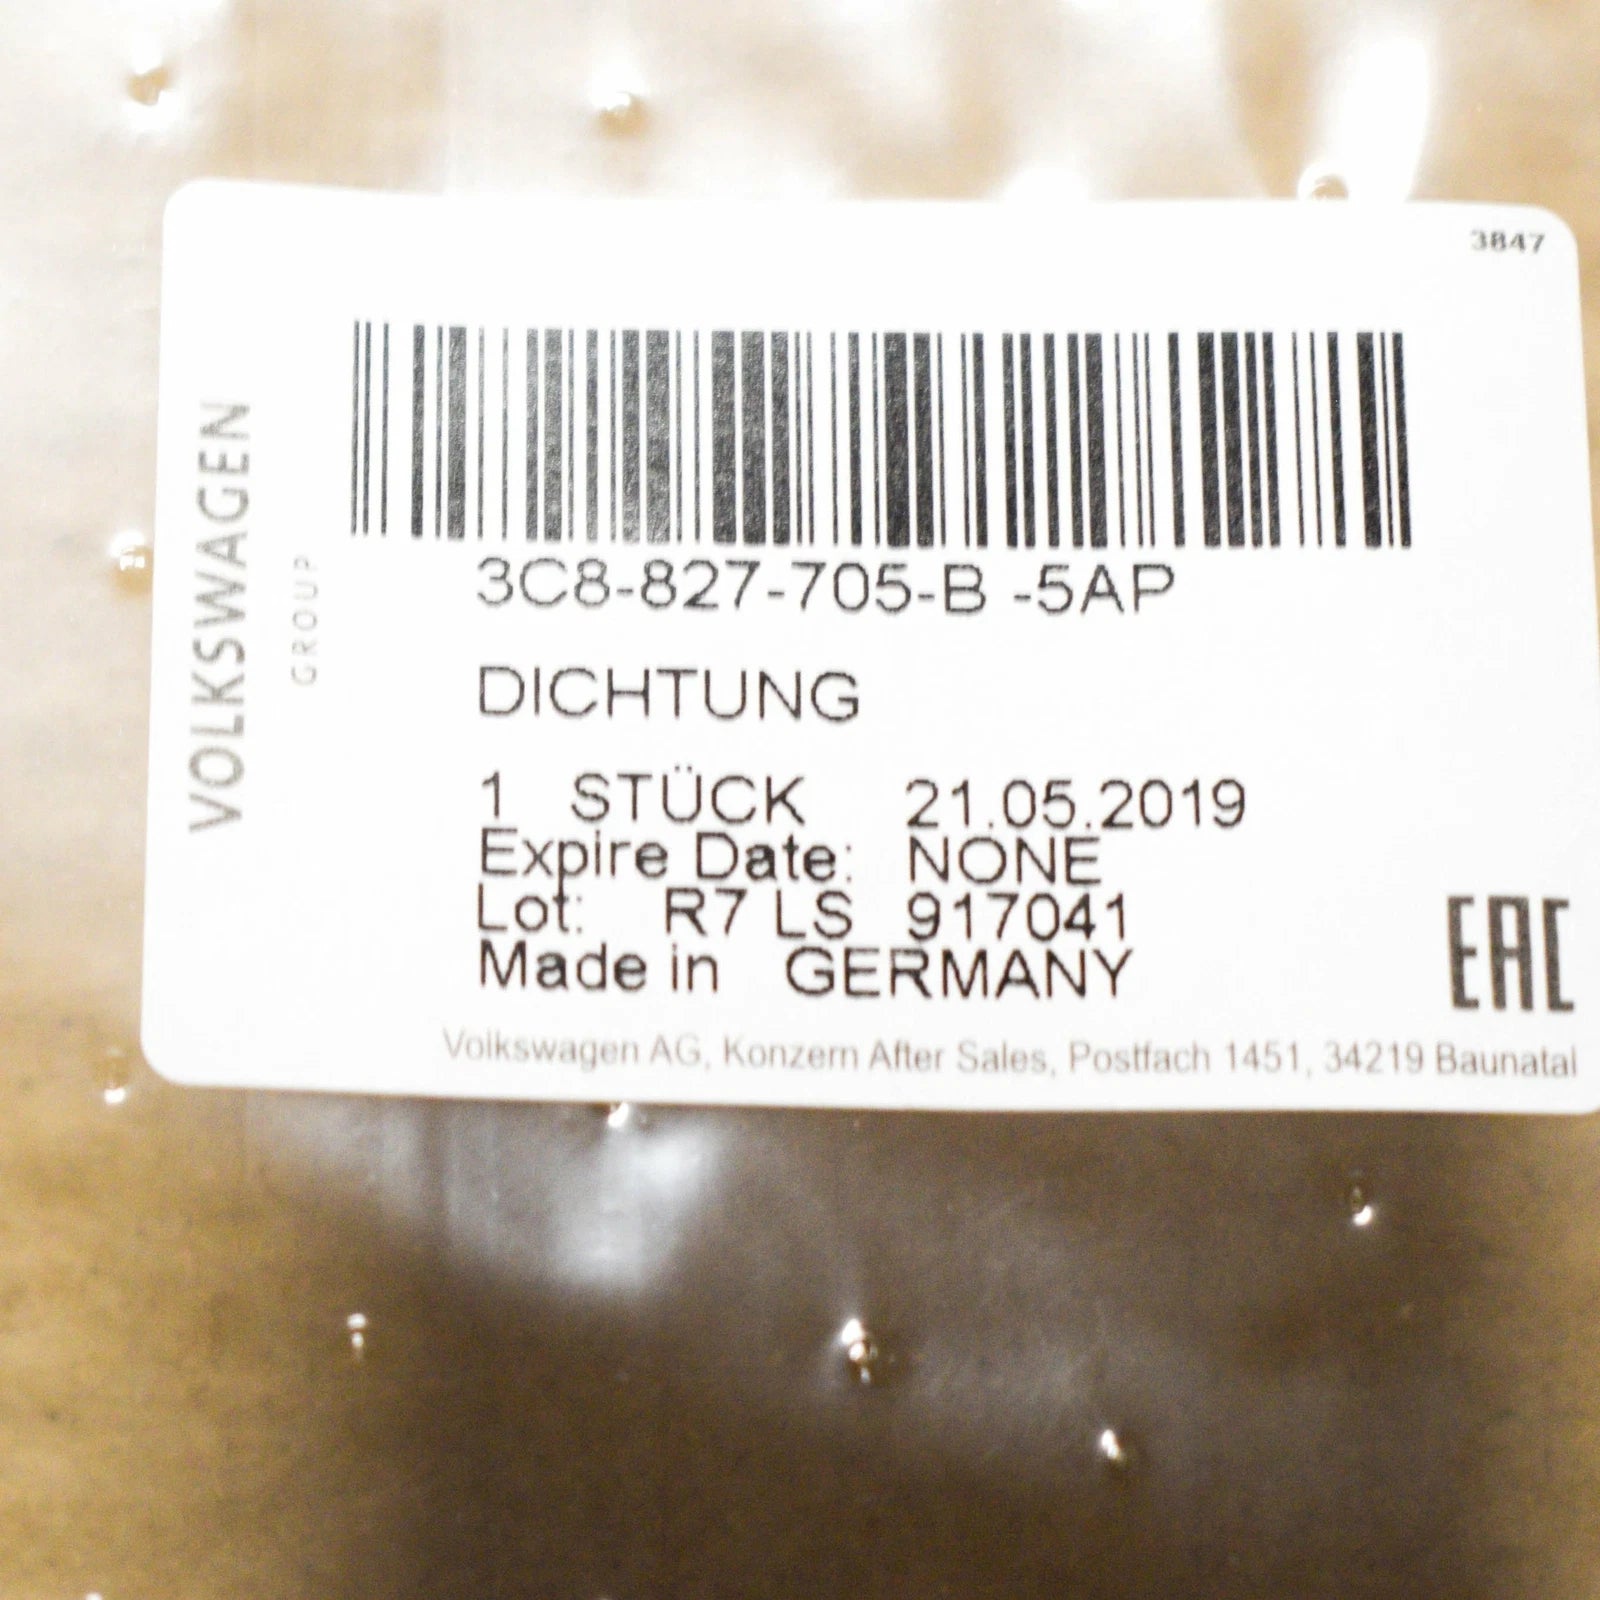 3847
VOLKSWAGEN
GROUP
3C8-827-705-B -5AP
DICHTUNG
1 STÜCK 21.05.2019
Expire Date: NONE
Lot: R7 LS 917041
Made in GERMANY
EAC
Volkswagen AG, Konzern After Sales, Postfach 1451, 34219 Baunatal